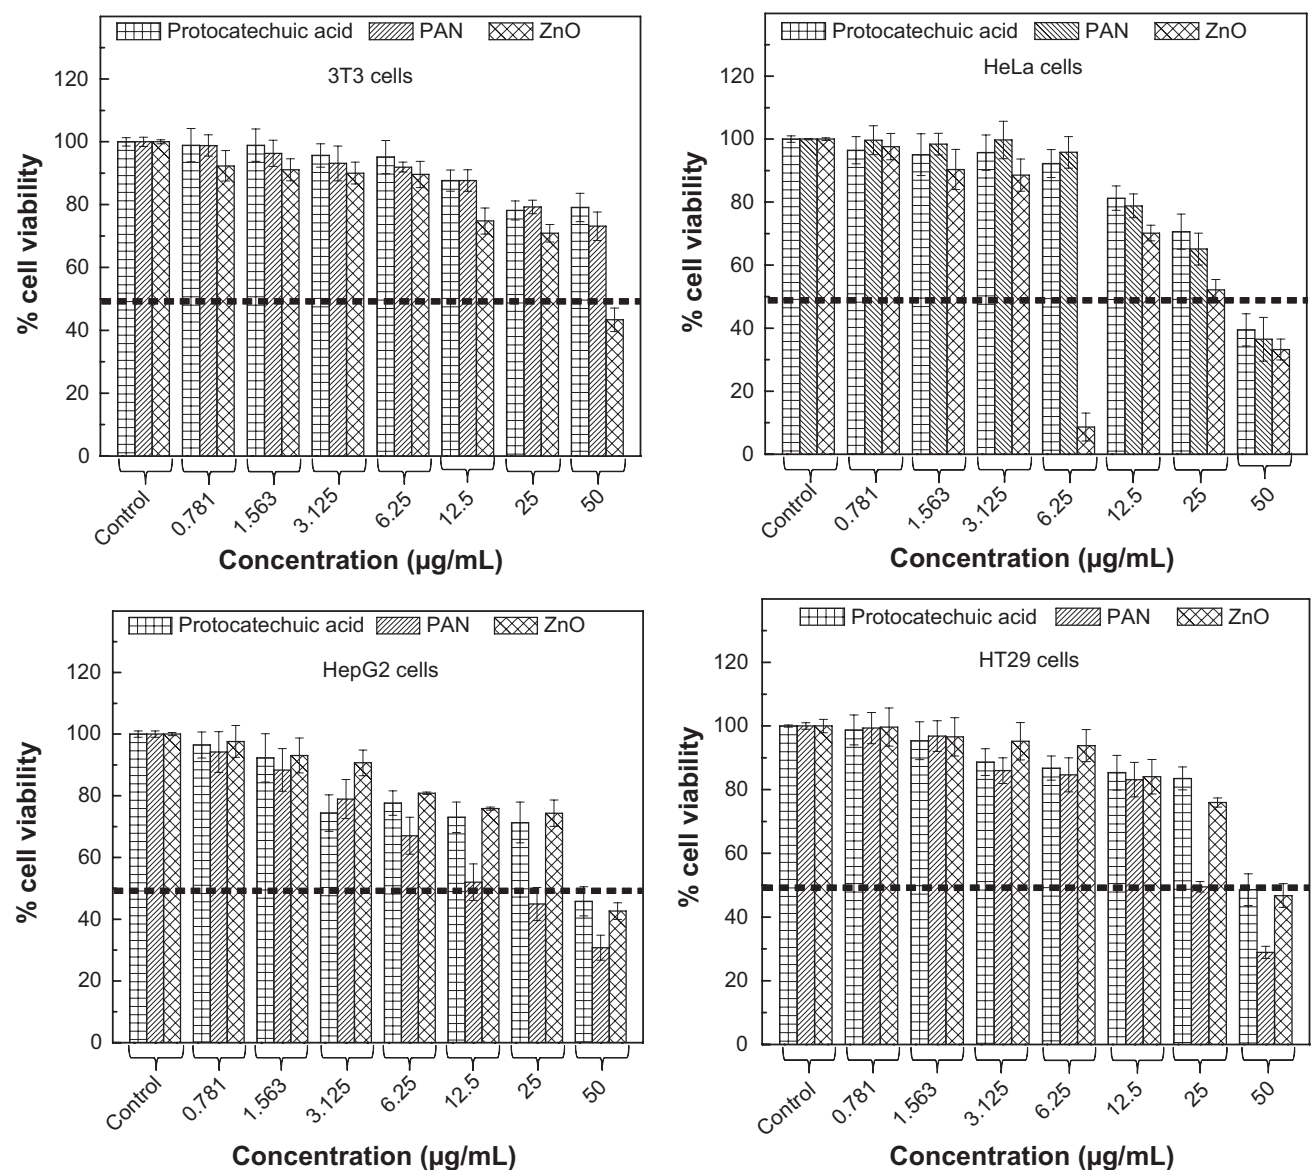 Protocatechuic acid PAN ZnO
3T3 cells
% cell viability
120
100
80
60
40
20
0
Control 0.781 1.563 3.125 6.25 12.5 25 50
Concentration (µg/mL)
Protocatechuic acid PAN ZnO
HeLa cells
% cell viability
120
100
80
60
40
20
0
Control 0.781 1.563 3.125 6.25 12.5 25 50
Concentration (µg/mL)
Protocatechuic acid PAN ZnO
HepG2 cells
% cell viability
120
100
80
60
40
20
0
Control 0.781 1.563 3.125 6.25 12.5 25 50
Concentration (µg/mL)
Protocatechuic acid PAN ZnO
HT29 cells
% cell viability
120
100
80
60
40
20
0
Control 0.781 1.563 3.125 6.25 12.5 25 50
Concentration (µg/mL)